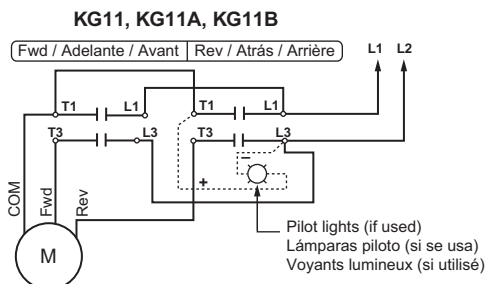 KG11, KG11A, KG11B
Fwd / Adelante / Avant Rev / Atrás / Arrière L1 L2
T1 L1 T1 L1
T3 L3 T3 L3
COM
Fwd
Rev
– 
+
M
Pilot lights (if used)
Lámparas piloto (si se usa)
Voyants lumineux (si utilisé)